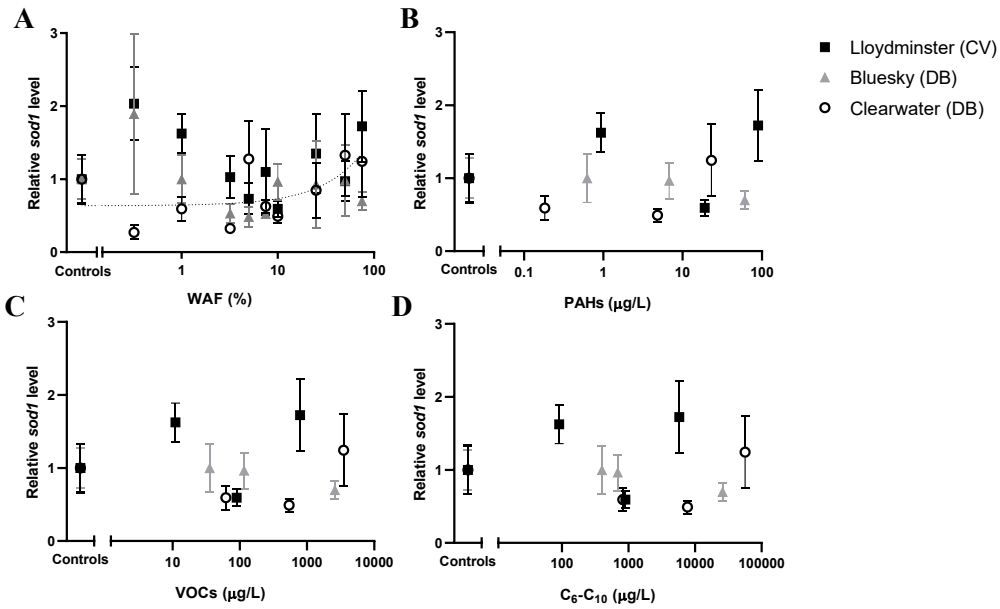 A
3
2
1
0
Relative sod1 level
Controls
1
10
100
WAF (%)
B
3
2
1
0
Relative sod1 level
Controls
0.1
1
10
100
PAHs (μg/L)
Lloydminster (CV)
Bluesky (DB)
Clearwater (DB)
C
3
2
1
0
Relative sod1 level
Controls
10
100
1000
10000
VOCs (μg/L)
D
3
2
1
0
Relative sod1 level
Controls
100
1000
10000
100000
C₆-C₁₀ (μg/L)